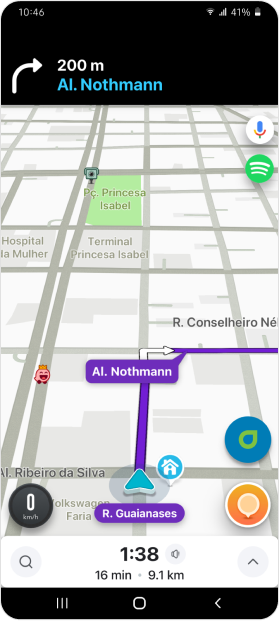 10:46
41%
200 m
Al. Nothmann
Pç. Princesa
Isabel
Hospital
da Mulher
Terminal
Princesa Isabel
R. Conselheiro Né
Al. Nothmann
Al. Ribeiro da Silva
0
km/h
Volkswagen
Faria
R. Guaianases
1:38
16 min • 9.1 km